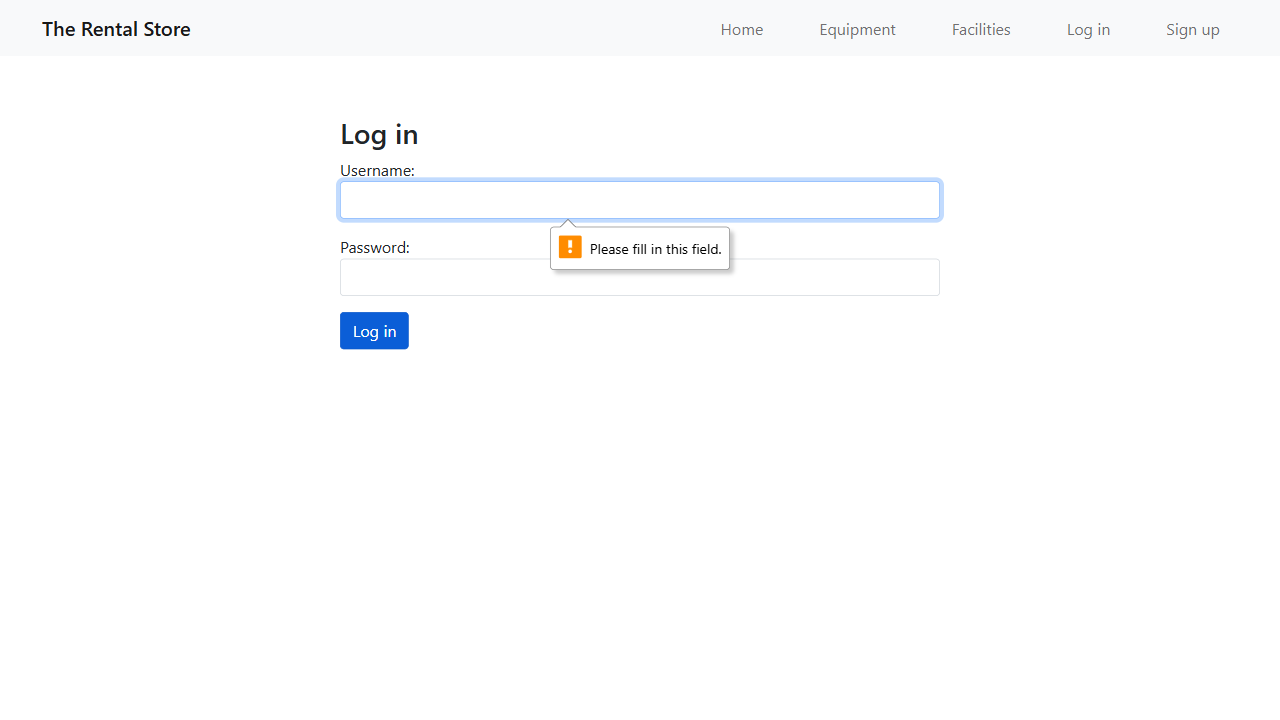 The Rental Store
Home
Equipment
Facilities
Log in
Sign up
Log in
Username:
Please fill in this field.
Password:
Log in